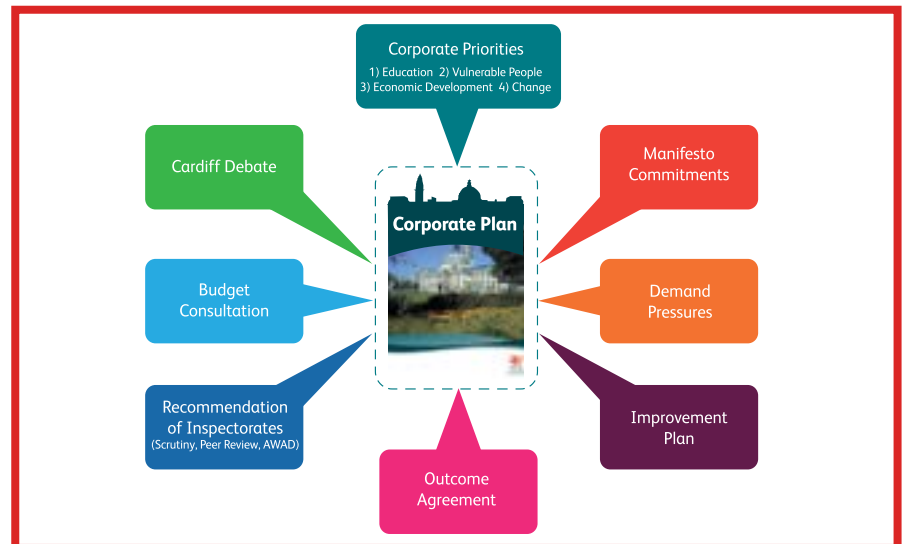 Corporate Priorities
1) Education 2) Vulnerable People
3) Economic Development 4) Change
Cardiff Debate
Manifesto
Commitments
Corporate Plan
Budget
Consultation
Demand
Pressures
Recommendation
of Inspectorates
(Scrutiny, Peer Review, AWAD)
Improvement
Plan
Outcome
Agreement